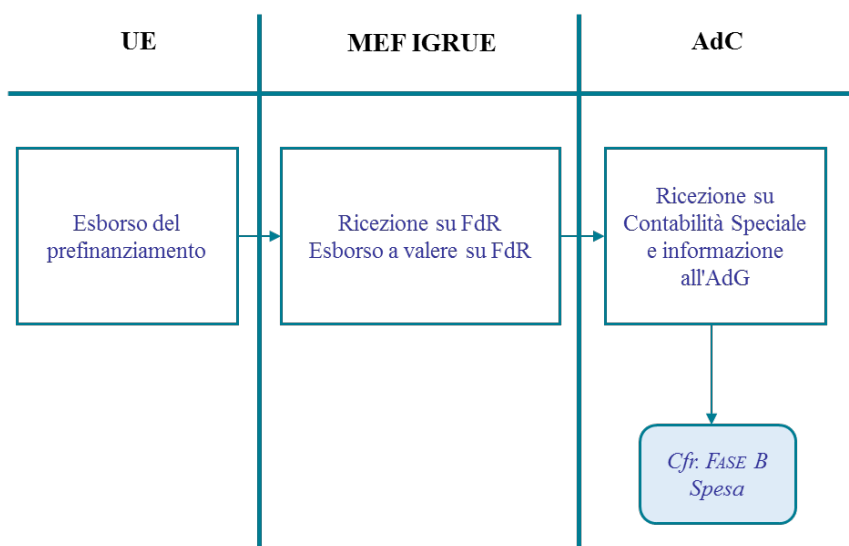 UE
MEF IGRUE
AdC
Esborso del
prefinanziamento
Ricezione su FdR
Esborso a valere su FdR
Ricezione su
Contabilità Speciale
e informazione
all'AdG
Cfr. FASE B
Spesa